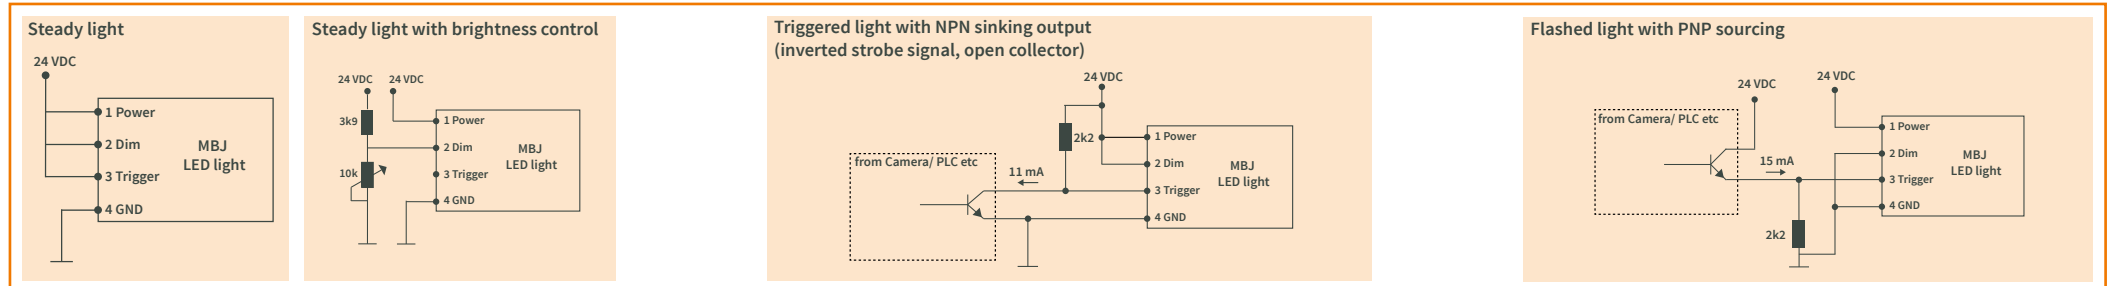 Steady light
24 VDC
1 Power
2 Dim
3 Trigger
4 GND
MBJ
LED light
Steady light with brightness control
24 VDC
24 VDC
3k9
10k
1 Power
2 Dim
3 Trigger
4 GND
MBJ
LED light
Triggered light with NPN sinking output
(inverted strobe signal, open collector)
24 VDC
2k2
from Camera/ PLC etc
11 mA
1 Power
2 Dim
3 Trigger
4 GND
MBJ
LED light
Flashed light with PNP sourcing
24 VDC
24 VDC
from Camera/ PLC etc
15 mA
2k2
1 Power
2 Dim
3 Trigger
4 GND
MBJ
LED light